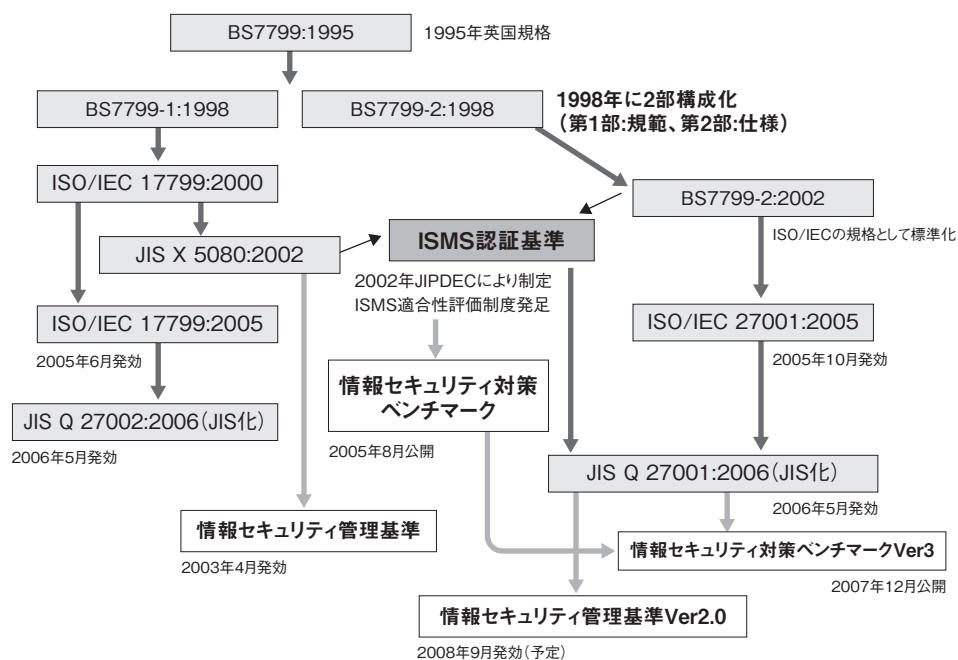 BS7799:1995
1995年英国規格
BS7799-1:1998
BS7799-2:1998
1998年に2部構成化
（第1部:規範、第2部:仕様）
ISO/IEC 17799:2000
BS7799-2:2002
ISO/IECの規格として標準化
JIS X 5080:2002
ISMS認証基準
2002年JIPDECにより制定
ISMS適合性評価制度発足
ISO/IEC 17799:2005
2005年6月発効
ISO/IEC 27001:2005
2005年10月発効
情報セキュリティ対策
ベンチマーク
2005年8月公開
JIS Q 27002:2006（JIS化）
2006年5月発効
JIS Q 27001:2006（JIS化）
2006年5月発効
情報セキュリティ管理基準
2003年4月発効
情報セキュリティ対策ベンチマークVer3
2007年12月公開
情報セキュリティ管理基準Ver2.0
2008年9月発効（予定）